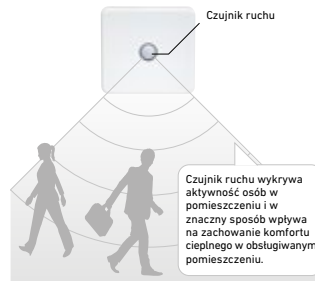 Czujnik ruchu
Czujnik ruchu wykrywa
aktywność osób w
pomieszczeniu i w
znaczny sposób wpływa
na zachowanie komfortu
cieplnego w obsługiwanym
pomieszczeniu.